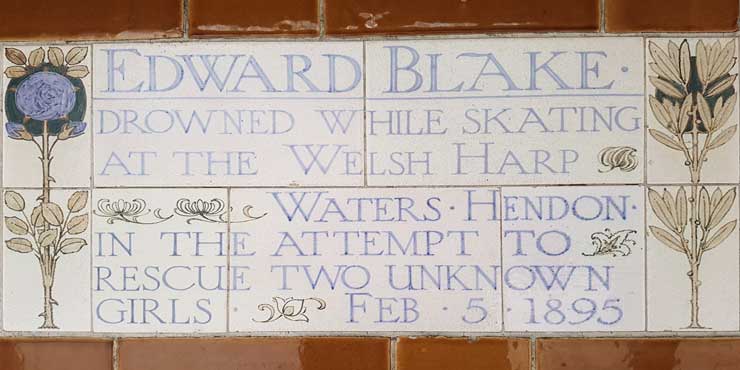 EDWARD BLAKE ·
DROWNED WHILE SKATING
AT THE WELSH HARP
WATERS · HENDON ·
IN THE ATTEMPT TO
RESCUE TWO UNKNOWN
GIRLS · FEB · 5 · 1895